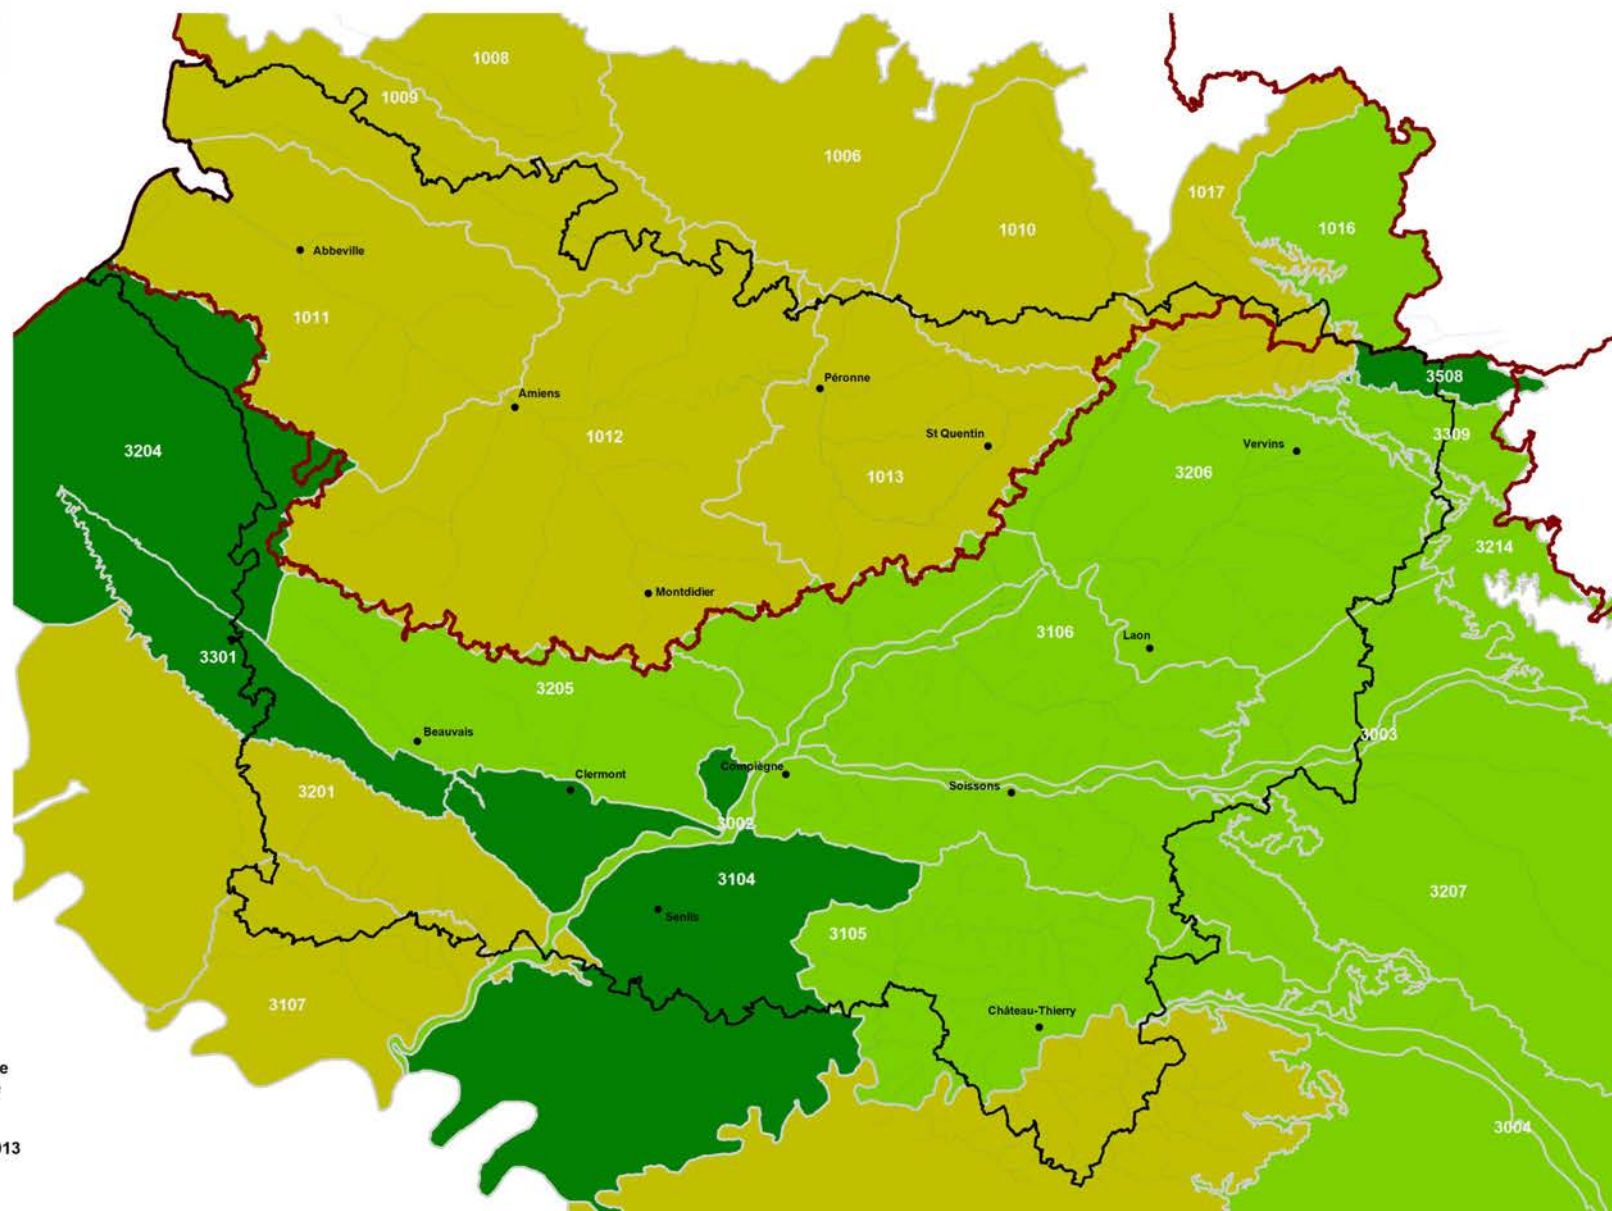 1008
1009
1006
1017
1010
1016
Abbeville
1011
Péronne
3508
Amiens
1012
St Quentin
3309
Vervins
3204
3206
1013
3214
Montdidier
3106
Laon
3301
3205
Beauvais
3003
Compiègne
Clermont
Soissons
3201
3002
3104
3207
Senlis
3105
3107
Château-Thierry
3004